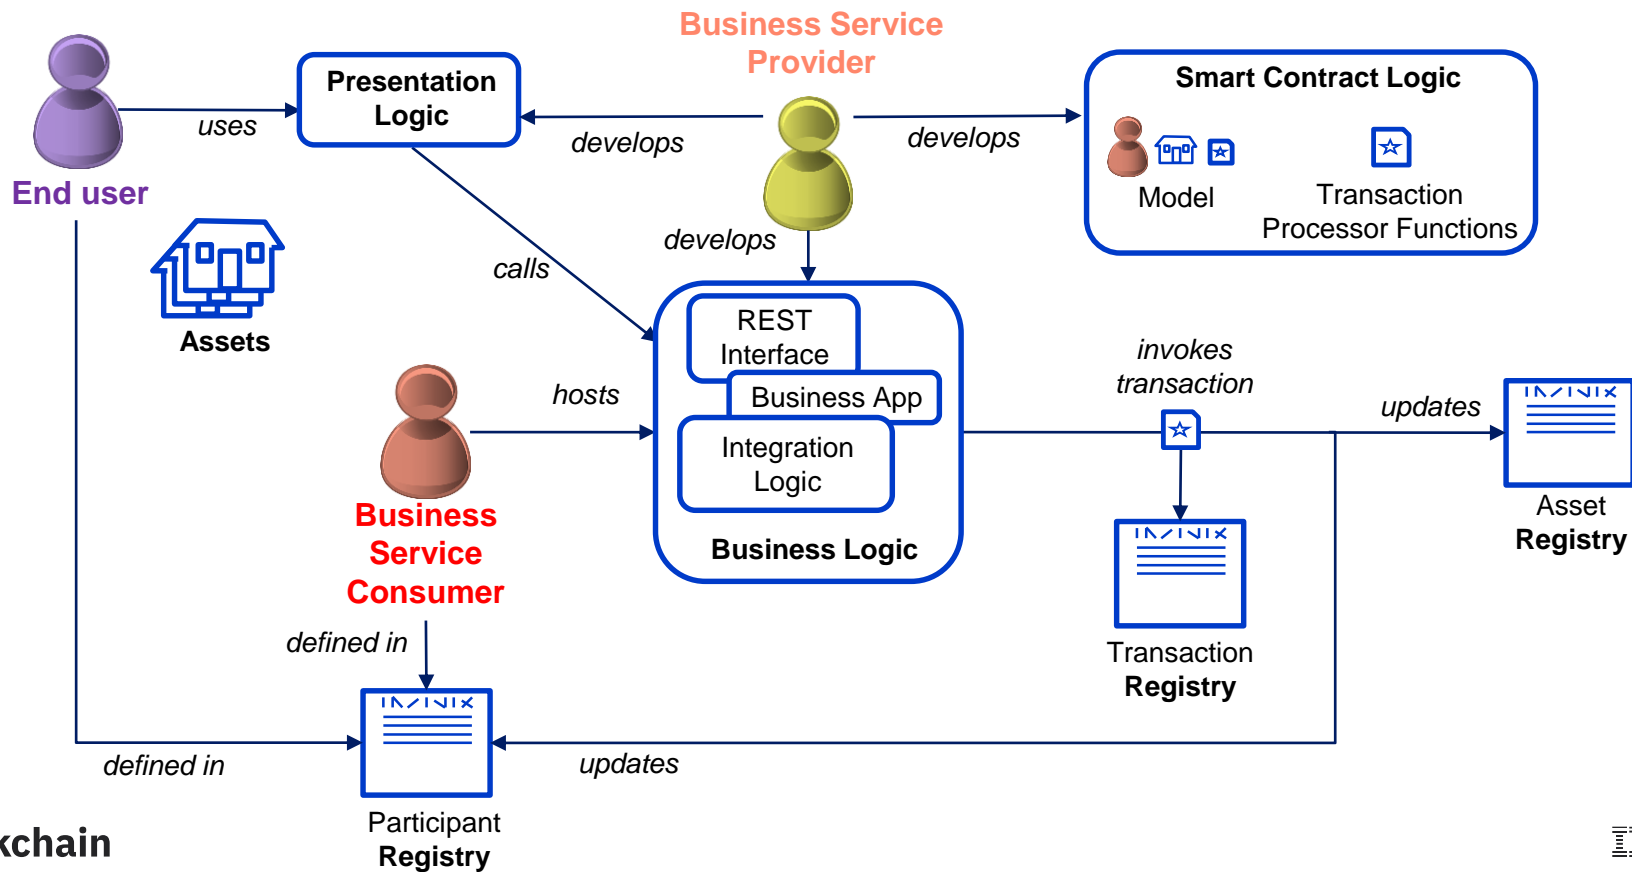 Business Service
Provider
Presentation
Logic
Smart Contract Logic
uses
develops
develops
Model
Transaction
Processor Functions
End user
develops
calls
Assets
REST
Interface
Business App
Integration
Logic
Business Logic
hosts
invokes
transaction
updates
Asset
Registry
Business
Service
Consumer
defined in
Transaction
Registry
defined in
updates
Participant
Registry
kchain